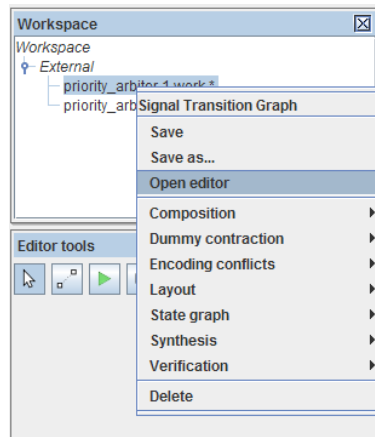 Workspace
Workspace
External
priority_arbiter 1.work *
priority_arb
Signal Transition Graph
Save
Save as...
Open editor
Composition
Dummy contraction
Encoding conflicts
Layout
State graph
Synthesis
Verification
Delete
Editor tools